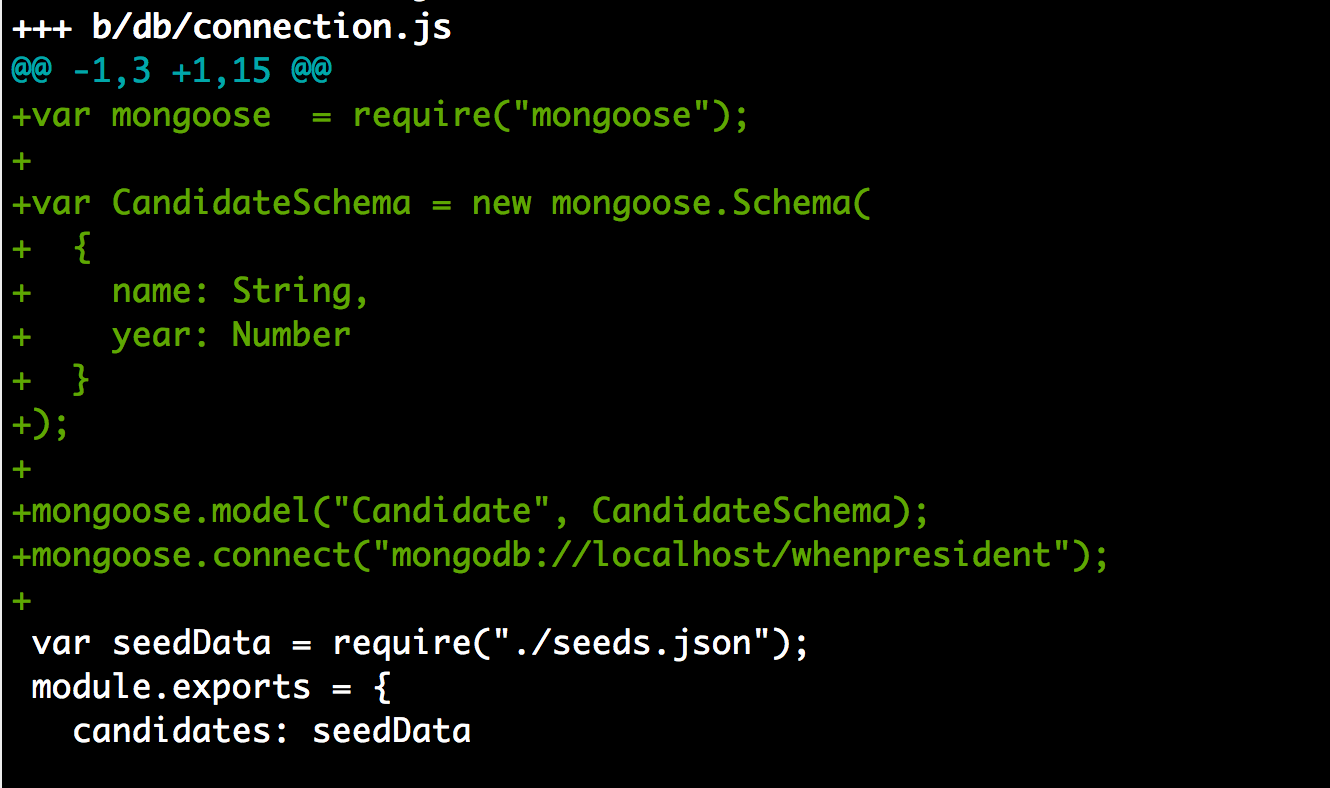 +++ b/db/connection.js
@@ -1,3 +1,15 @@
+var mongoose  = require("mongoose");
+
+var CandidateSchema = new mongoose.Schema(
+  {
+    name: String,
+    year: Number
+  }
+);
+
+mongoose.model("Candidate", CandidateSchema);
+mongoose.connect("mongodb://localhost/whenpresident");
+
 var seedData = require("./seeds.json");
 module.exports = {
   candidates: seedData